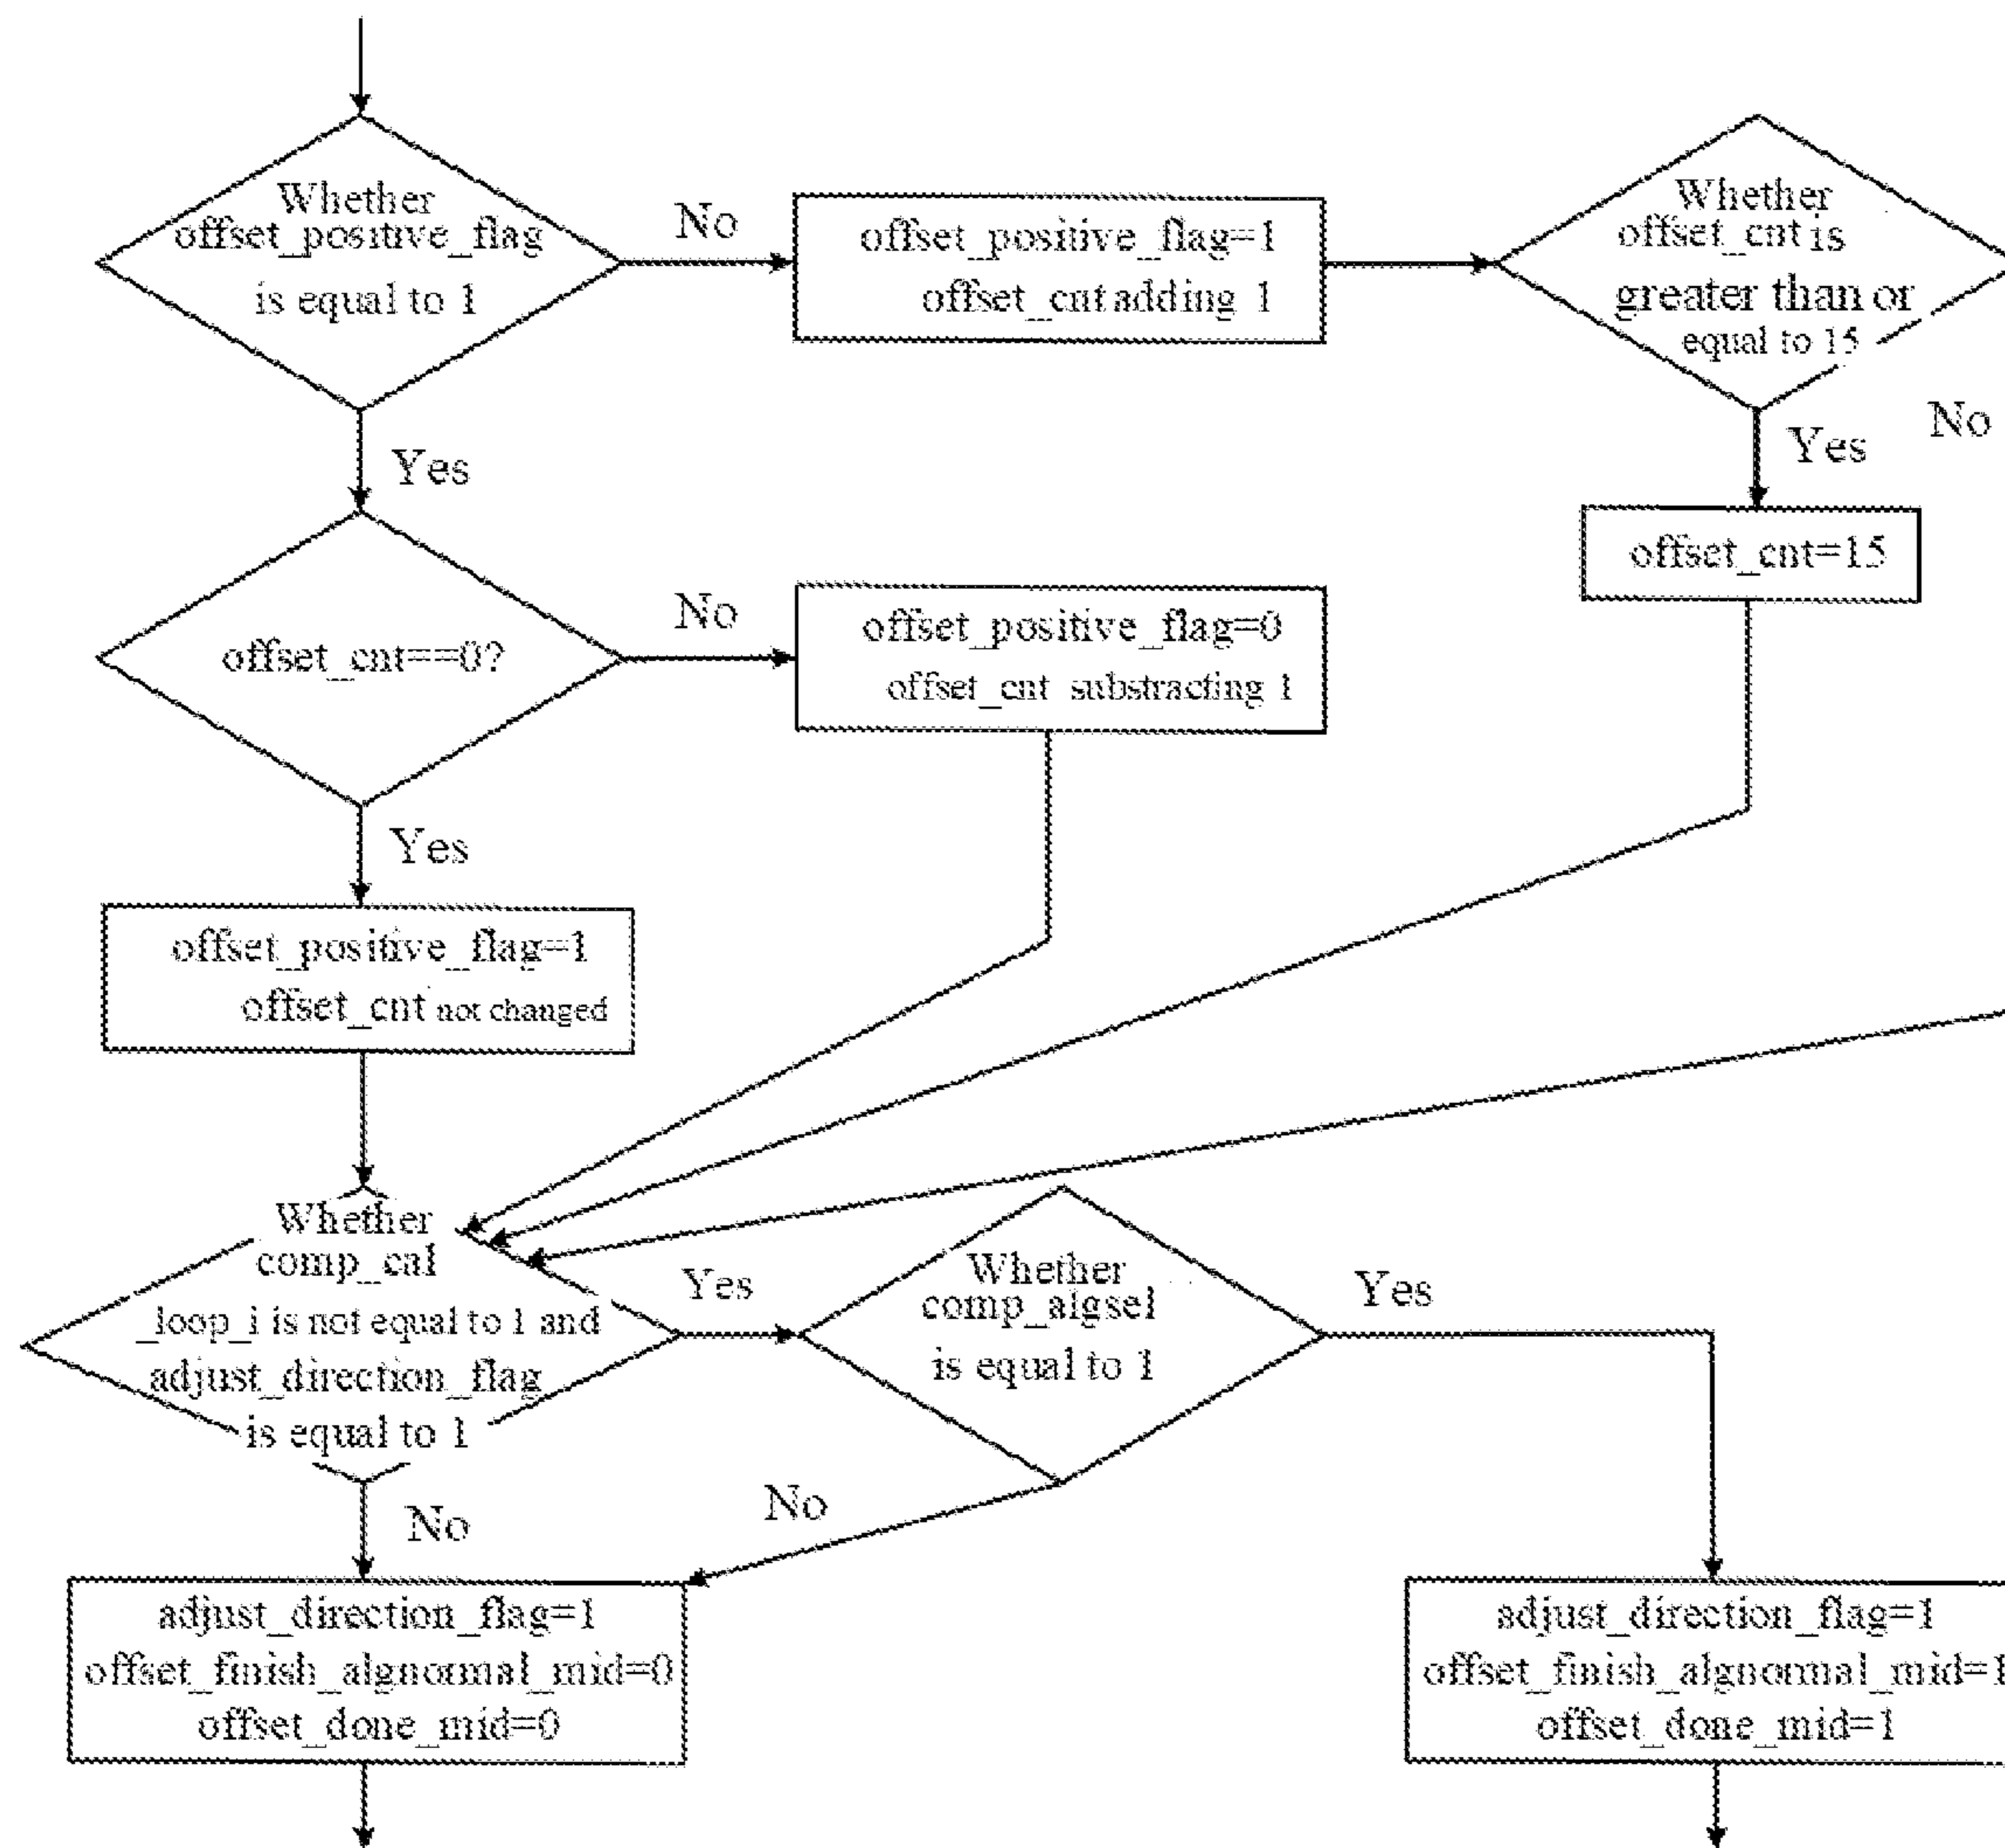 Whether
offset_positive_flag
is equal to 1
No
offset_positive_flag=1
offset_cnt adding 1
Whether
offset_cnt is
greater than or
equal to 15
Yes
No
Yes
offset_cnt=15
offset_cnt==0?
No
offset_positive_flag=0
offset_cnt substracting 1
Yes
offset_positive_flag=1
offset_cnt not changed
Whether
comp_cal
_loop_i is not equal to 1 and
adjust_direction_flag
is equal to 1
Yes
Whether
comp_algsel
is equal to 1
Yes
No
No
adjust_direction_flag=1
offset_finish_algnormal_mid=0
offset_done_mid=0
adjust_direction_flag=1
offset_finish_algnormal_mid=1
offset_done_mid=1